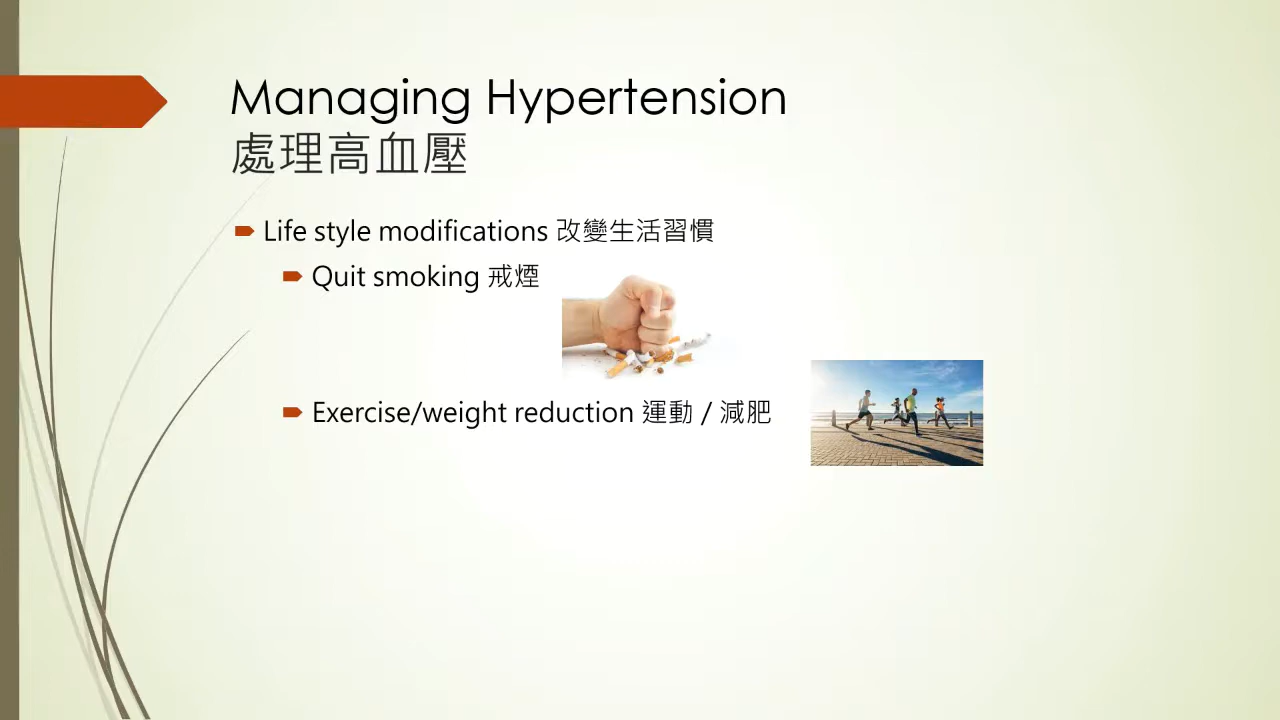 Managing Hypertension
處理高血壓
Life style modifications 改變生活習慣
Quit smoking 戒煙
Exercise/weight reduction 運動 / 減肥